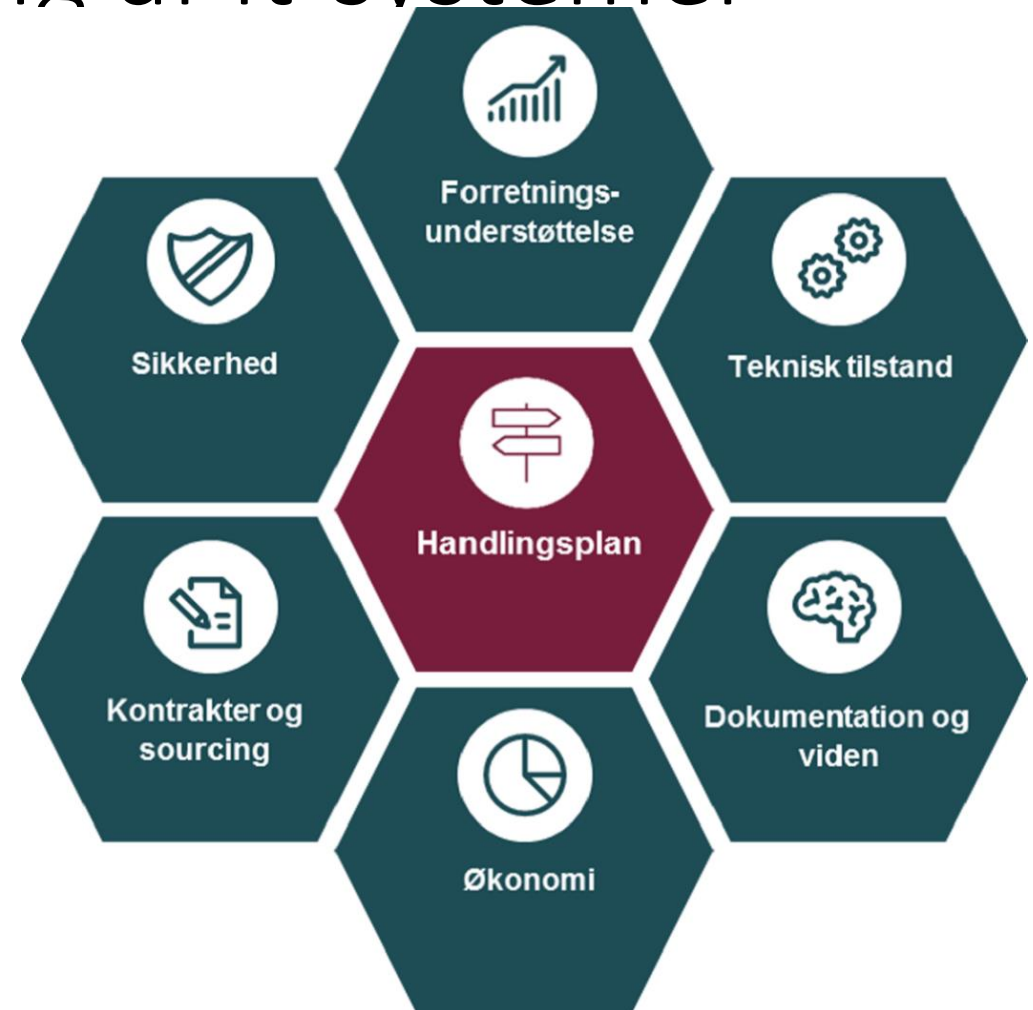 Forretnings-
understøttelse
Sikkerhed
Teknisk tilstand
Handlingsplan
Kontrakter og
sourcing
Dokumentation og
viden
Økonomi